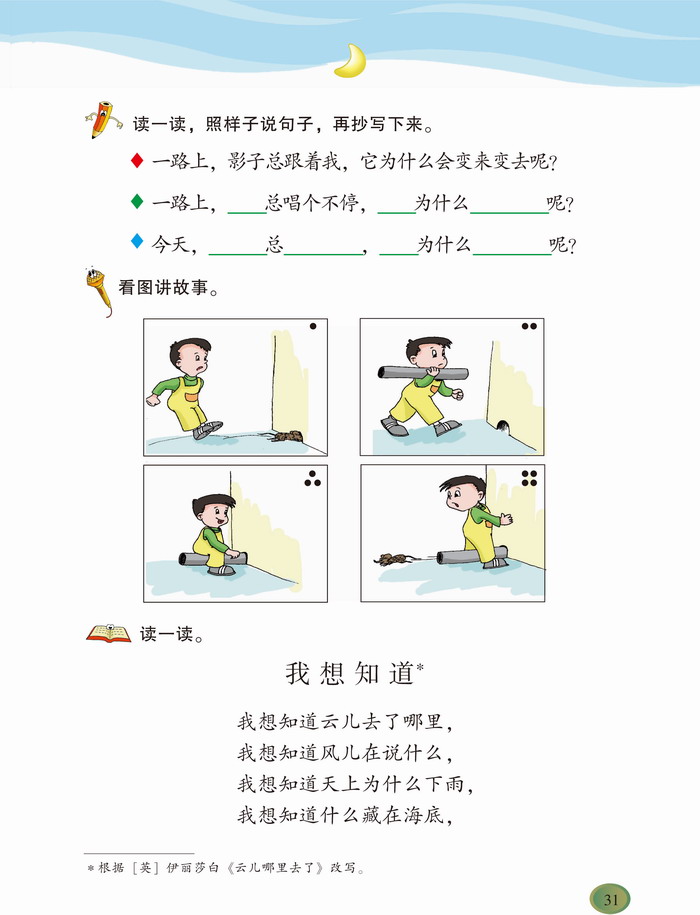 读一读，照样子说句子，再抄写下来。
一路上，影子总跟着我，它为什么会变来变去呢？
一路上，____总唱个不停，____为什么________呢？
今天，______总________，____为什么________呢？
看图讲故事。
读一读。
我想知道*
我想知道云儿去了哪里，
我想知道风儿在说什么，
我想知道天上为什么下雨，
我想知道什么藏在海底，
*根据［英］伊丽莎白《云儿哪里去了》改写。
31